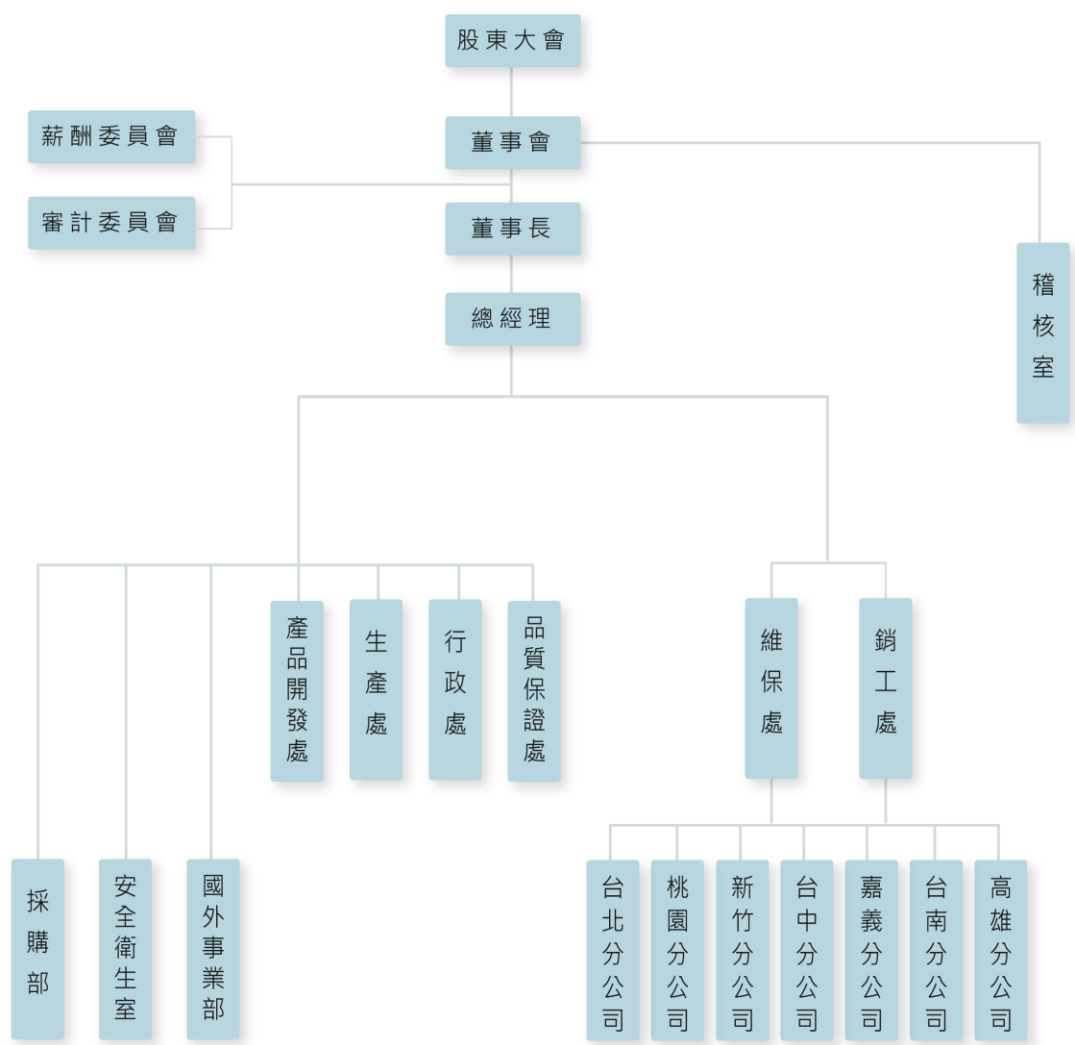 股東大會
薪酬委員會
董事會
審計委員會
董事長
稽核室
總經理
產品開發處
生產處
行政處
品質保證處
維保處
銷工處
採購部
安全衛生室
國外事業部
台北分公司
桃園分公司
新竹分公司
台中分公司
嘉義分公司
台南分公司
高雄分公司